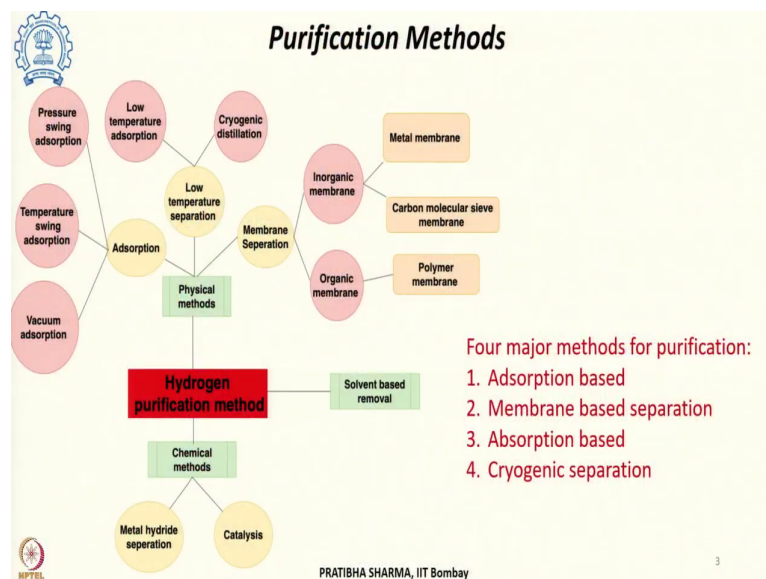 Purification Methods
Pressure
swing
adsorption
Low
temperature
adsorption
Cryogenic
distillation
Temperature
swing
adsorption
Low
temperature
separation
Adsorption
Membrane
Seperation
Inorganic
membrane
Metal membrane
Carbon molecular sieve
membrane
Organic
membrane
Polymer
membrane
Vacuum
adsorption
Physical
methods
Hydrogen
purification method
Solvent based
removal
Chemical
methods
Metal hydride
seperation
Catalysis
Four major methods for purification:
1. Adsorption based
2. Membrane based separation
3. Absorption based
4. Cryogenic separation
NPTEL
PRATIBHA SHARMA, IIT Bombay
3